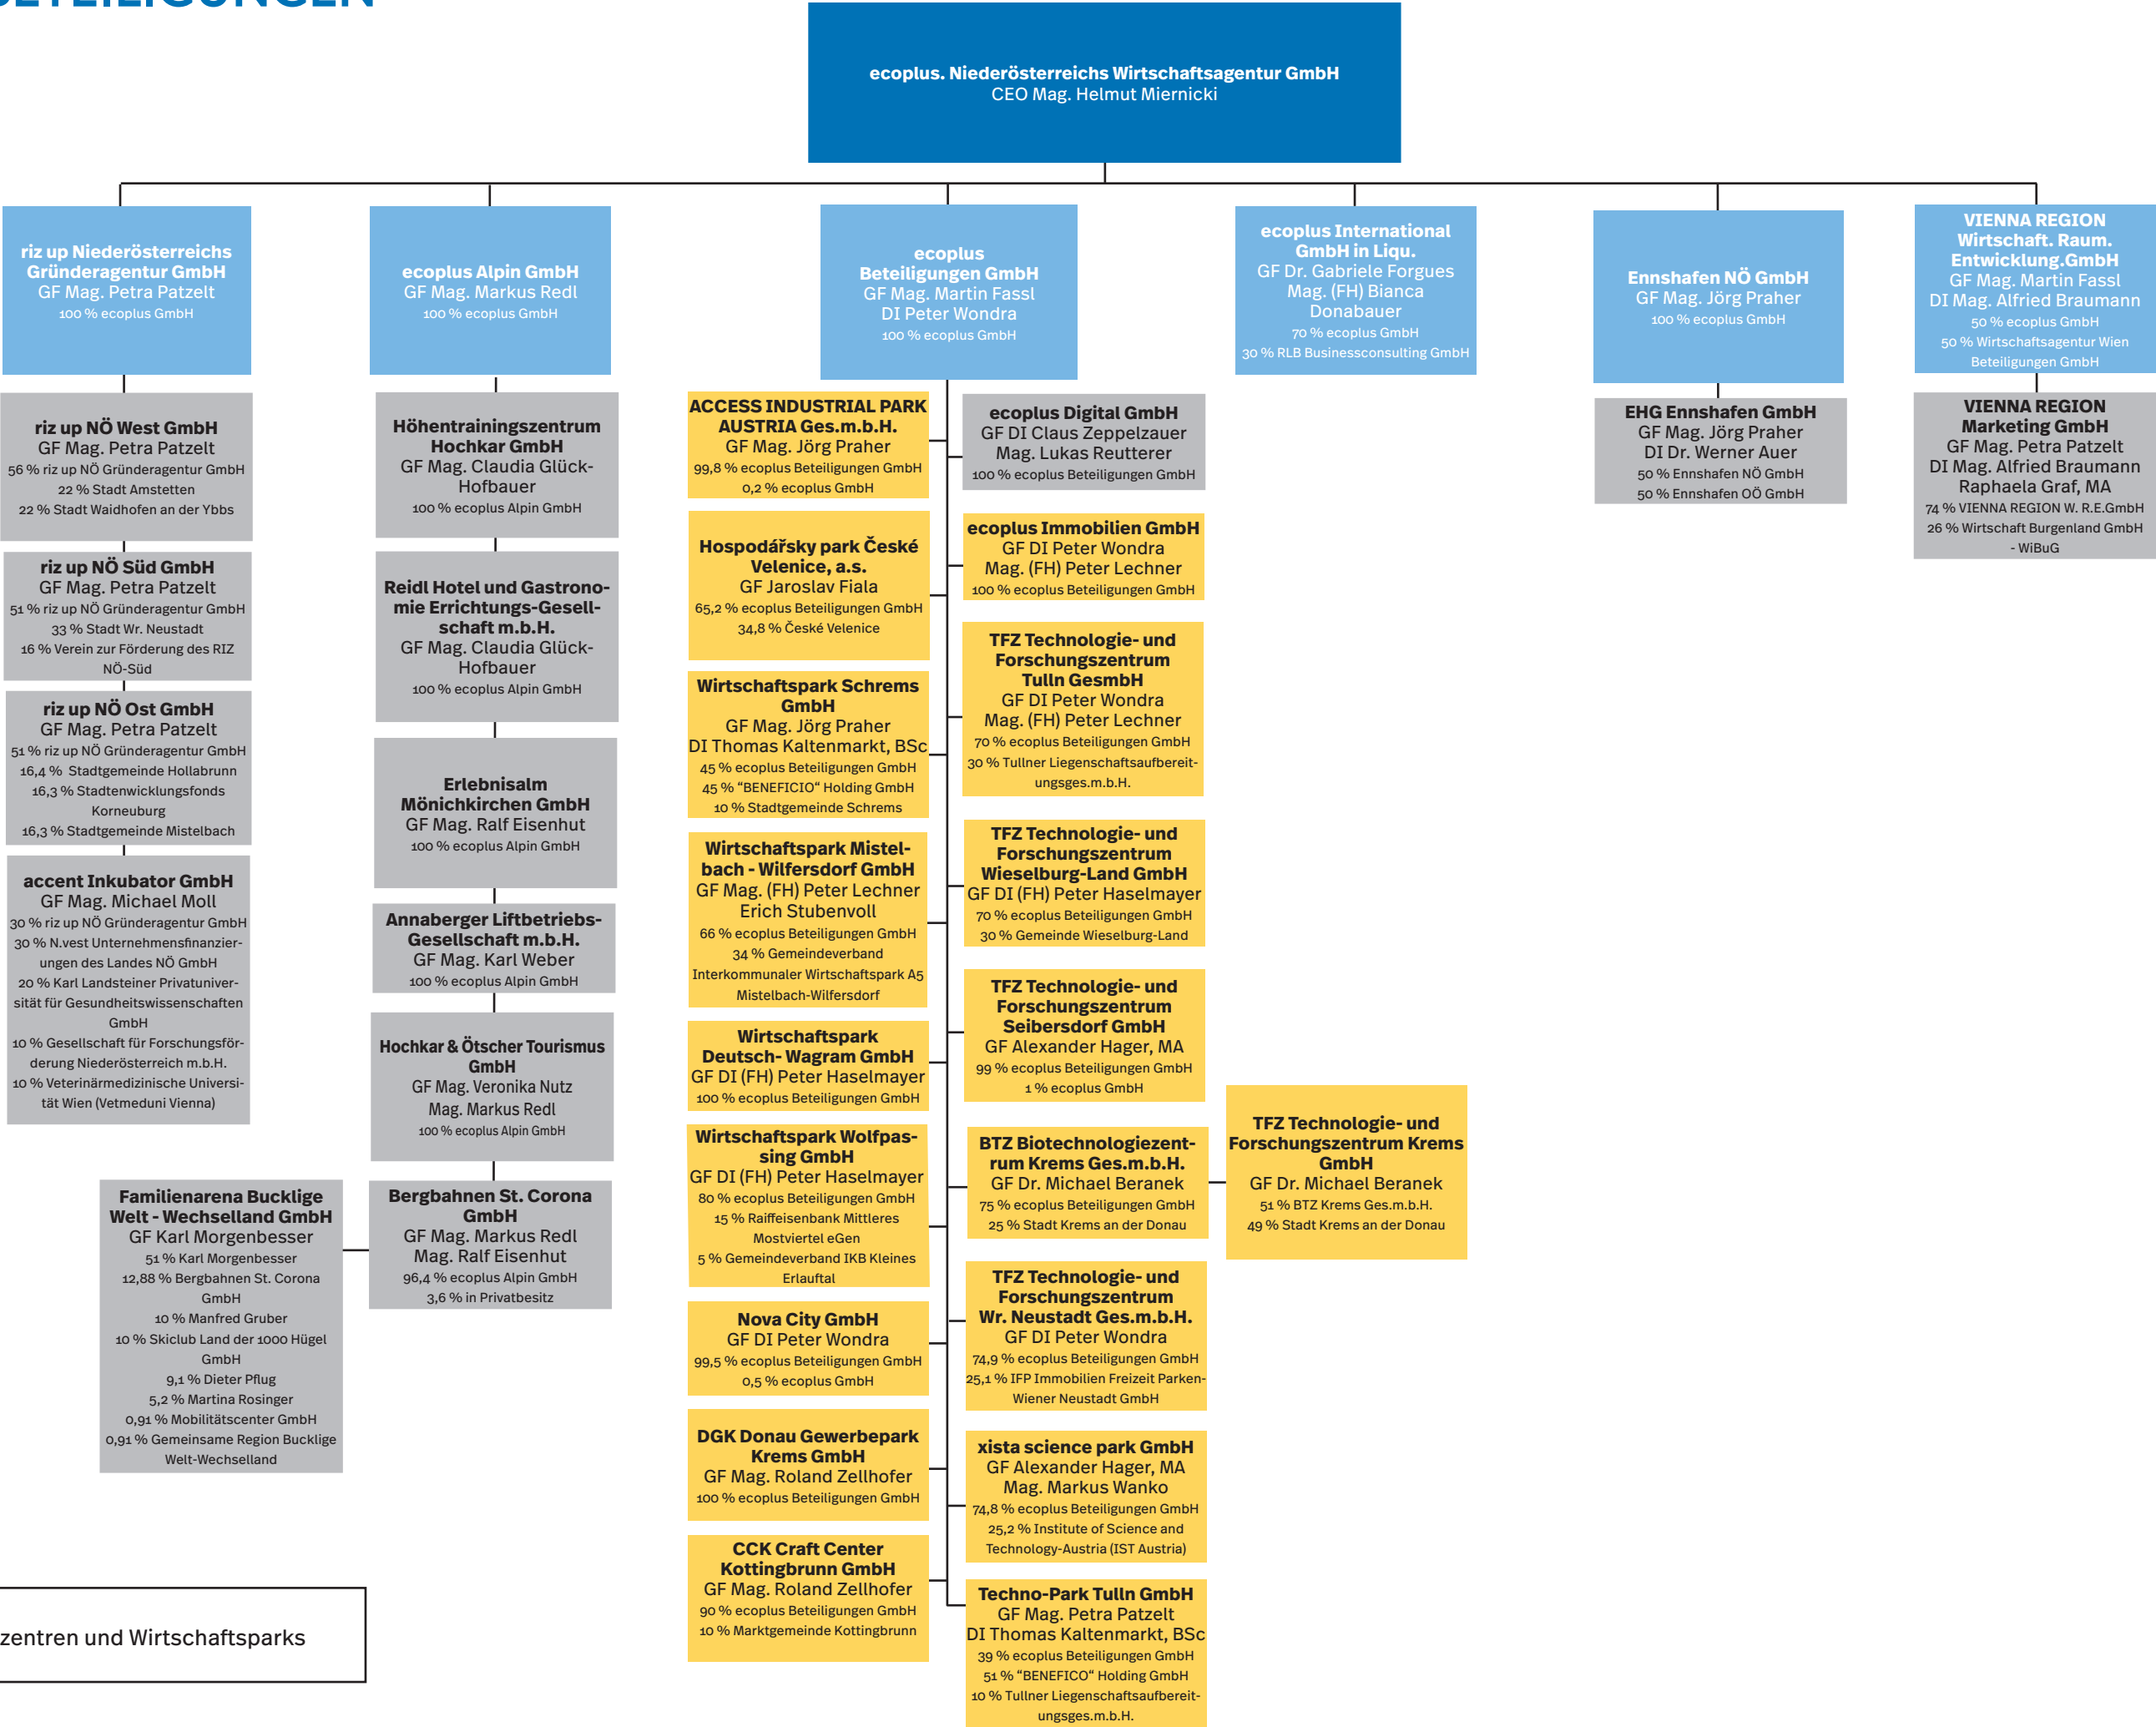 BETEILIGUNGEN
ecoplus. Niederösterreichs Wirtschaftsagentur GmbH
CEO Mag. Helmut Miernicki
riz up Niederösterreichs
Gründeragentur GmbH
GF Mag. Petra Patzelt
100 % ecoplus GmbH
ecoplus Alpin GmbH
GF Mag. Markus Redl
100 % ecoplus GmbH
ecoplus
Beteiligungen GmbH
GF Mag. Martin Fassl
DI Peter Wondra
100 % ecoplus GmbH
ecoplus International
GmbH in Liqu.
GF Dr. Gabriele Forgues
Mag. (FH) Bianca
Donabauer
70 % ecoplus GmbH
30 % RLB Businessconsulting GmbH
Ennshafen NÖ GmbH
GF Mag. Jörg Praher
100 % ecoplus GmbH
VIENNA REGION
Wirtschaft. Raum.
Entwicklung.GmbH
GF Mag. Martin Fassl
DI Mag. Alfried Braumann
50 % ecoplus GmbH
50 % Wirtschaftsagentur Wien
Beteiligungen GmbH
riz up NÖ West GmbH
GF Mag. Petra Patzelt
56 % riz up NÖ Gründeragentur GmbH
22 % Stadt Amstetten
22 % Stadt Waidhofen an der Ybbs
riz up NÖ Süd GmbH
GF Mag. Petra Patzelt
51 % riz up NÖ Gründeragentur GmbH
33 % Stadt Wr. Neustadt
16 % Verein zur Förderung des RIZ
NÖ-Süd
riz up NÖ Ost GmbH
GF Mag. Petra Patzelt
51 % riz up NÖ Gründeragentur GmbH
16,4 % Stadtgemeinde Hollabrunn
16,3 % Stadtenwicklungsfonds
Korneuburg
16,3 % Stadtgemeinde Mistelbach
accent Inkubator GmbH
GF Mag. Michael Moll
30 % riz up NÖ Gründeragentur GmbH
30 % N.vest Unternehmensfinanzier-
ungen des Landes NÖ GmbH
20 % Karl Landsteiner Privatuniver-
sität für Gesundheitswissenschaften
GmbH
10 % Gesellschaft für Forschungsför-
derung Niederösterreich m.b.H.
10 % Veterinärmedizinische Universi-
tät Wien (Vetmeduni Vienna)
Höhentrainingszentrum
Hochkar GmbH
GF Mag. Claudia Glück-
Hofbauer
100 % ecoplus Alpin GmbH
Reidl Hotel und Gastrono-
mie Errichtungs-Gesell-
schaft m.b.H.
GF Mag. Claudia Glück-
Hofbauer
100 % ecoplus Alpin GmbH
Erlebnisalm
Mönichkirchen GmbH
GF Mag. Ralf Eisenhut
100 % ecoplus Alpin GmbH
Annaberger Liftbetriebs-
Gesellschaft m.b.H.
GF Mag. Karl Weber
100 % ecoplus Alpin GmbH
Hochkar & Ötscher Tourismus
GmbH
GF Mag. Veronika Nutz
Mag. Markus Redl
100 % ecoplus Alpin GmbH
Bergbahnen St. Corona
GmbH
GF Mag. Markus Redl
Mag. Ralf Eisenhut
96,4 % ecoplus Alpin GmbH
3,6 % in Privatbesitz
Familienarena Bucklige
Welt - Wechselland GmbH
GF Karl Morgenbesser
51 % Karl Morgenbesser
12,88 % Bergbahnen St. Corona
GmbH
10 % Manfred Gruber
10 % Skiclub Land der 1000 Hügel
GmbH
9,1 % Dieter Pflug
5,2 % Martina Rosinger
0,91 % Mobilitätscenter GmbH
0,91 % Gemeinsame Region Bucklige
Welt-Wechselland
ACCESS INDUSTRIAL PARK
AUSTRIA Ges.m.b.H.
GF Mag. Jörg Praher
99,8 % ecoplus Beteiligungen GmbH
0,2 % ecoplus GmbH
Hospodářsky park České
Velenice, a.s.
GF Jaroslav Fiala
65,2 % ecoplus Beteiligungen GmbH
34,8 % České Velenice
Wirtschaftspark Schrems
GmbH
GF Mag. Jörg Praher
DI Thomas Kaltenmarkt, BSc
45 % ecoplus Beteiligungen GmbH
45 % "BENEFICIO“ Holding GmbH
10 % Stadtgemeinde Schrems
Wirtschaftspark Mistel-
bach - Wilfersdorf GmbH
GF Mag. (FH) Peter Lechner
Erich Stubenvoll
66 % ecoplus Beteiligungen GmbH
34 % Gemeindeverband
Interkommunaler Wirtschaftspark A5
Mistelbach-Wilfersdorf
Wirtschaftspark
Deutsch- Wagram GmbH
GF DI (FH) Peter Haselmayer
100 % ecoplus Beteiligungen GmbH
Wirtschaftspark Wolfpas-
sing GmbH
GF DI (FH) Peter Haselmayer
80 % ecoplus Beteiligungen GmbH
15 % Raiffeisenbank Mittleres
Mostviertel eGen
5 % Gemeindeverband IKB Kleines
Erlauftal
Nova City GmbH
GF DI Peter Wondra
99,5 % ecoplus Beteiligungen GmbH
0,5 % ecoplus GmbH
DGK Donau Gewerbepark
Krems GmbH
GF Mag. Roland Zellhofer
100 % ecoplus Beteiligungen GmbH
CCK Craft Center
Kottingbrunn GmbH
GF Mag. Roland Zellhofer
90 % ecoplus Beteiligungen GmbH
10 % Marktgemeinde Kottingbrunn
ecoplus Digital GmbH
GF DI Claus Zeppelzauer
Mag. Lukas Reutterer
100 % ecoplus Beteiligungen GmbH
ecoplus Immobilien GmbH
GF DI Peter Wondra
Mag. (FH) Peter Lechner
100 % ecoplus Beteiligungen GmbH
TFZ Technologie- und
Forschungszentrum
Tulln GesmbH
GF DI Peter Wondra
Mag. (FH) Peter Lechner
70 % ecoplus Beteiligungen GmbH
30 % Tullner Liegenschaftsaufbereit-
ungsges.m.b.H.
TFZ Technologie- und
Forschungszentrum
Wieselburg-Land GmbH
GF DI (FH) Peter Haselmayer
70 % ecoplus Beteiligungen GmbH
30 % Gemeinde Wieselburg-Land
TFZ Technologie- und
Forschungszentrum
Seibersdorf GmbH
GF Alexander Hager, MA
99 % ecoplus Beteiligungen GmbH
1 % ecoplus GmbH
BTZ Biotechnologiezent-
rum Krems Ges.m.b.H.
GF Dr. Michael Beranek
75 % ecoplus Beteiligungen GmbH
25 % Stadt Krems an der Donau
TFZ Technologie- und
Forschungszentrum Krems
GmbH
GF Dr. Michael Beranek
51 % BTZ Krems Ges.m.b.H.
49 % Stadt Krems an der Donau
TFZ Technologie- und
Forschungszentrum
Wr. Neustadt Ges.m.b.H.
GF DI Peter Wondra
74,9 % ecoplus Beteiligungen GmbH
25,1 % IFP Immobilien Freizeit Parken-
Wiener Neustadt GmbH
xista science park GmbH
GF Alexander Hager, MA
Mag. Markus Wanko
74,8 % ecoplus Beteiligungen GmbH
25,2 % Institute of Science and
Technology-Austria (IST Austria)
Techno-Park Tulln GmbH
GF Mag. Petra Patzelt
DI Thomas Kaltenmarkt, BSc
39 % ecoplus Beteiligungen GmbH
51 % "BENEFICO“ Holding GmbH
10 % Tullner Liegenschaftsaufbereit-
ungsges.m.b.H.
EHG Ennshafen GmbH
GF Mag. Jörg Praher
DI Dr. Werner Auer
50 % Ennshafen NÖ GmbH
50 % Ennshafen OÖ GmbH
VIENNA REGION
Marketing GmbH
GF Mag. Petra Patzelt
DI Mag. Alfried Braumann
Raphaela Graf, MA
74 % VIENNA REGION W. R.E.GmbH
26 % Wirtschaft Burgenland GmbH
- WiBuG
zentren und Wirtschaftsparks